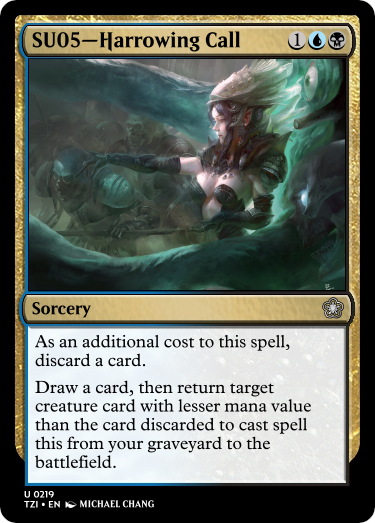 SU05—Harrowing Call 1
Sorcery
As an additional cost to this spell,
discard a card.
Draw a card, then return target
creature card with lesser mana value
than the card discarded to cast spell
this from your graveyard to the
battlefield.
U 0219
TZI • EN MICHAEL CHANG